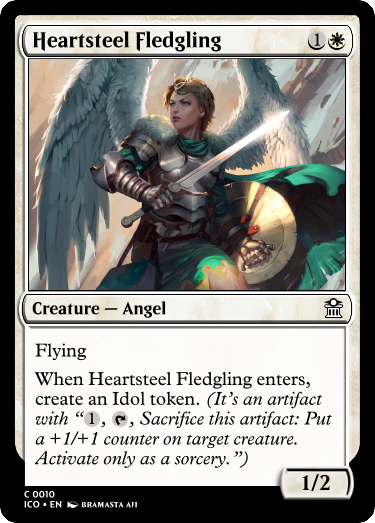 Heartsteel Fledgling 1
Creature — Angel
Flying
When Heartsteel Fledgling enters,
create an Idol token. (It's an artifact
with “1, , Sacrifice this artifact: Put
a +1/+1 counter on target creature.
Activate only as a sorcery.”)
1/2
C 0010
ICO • EN BRAMASTA AJI